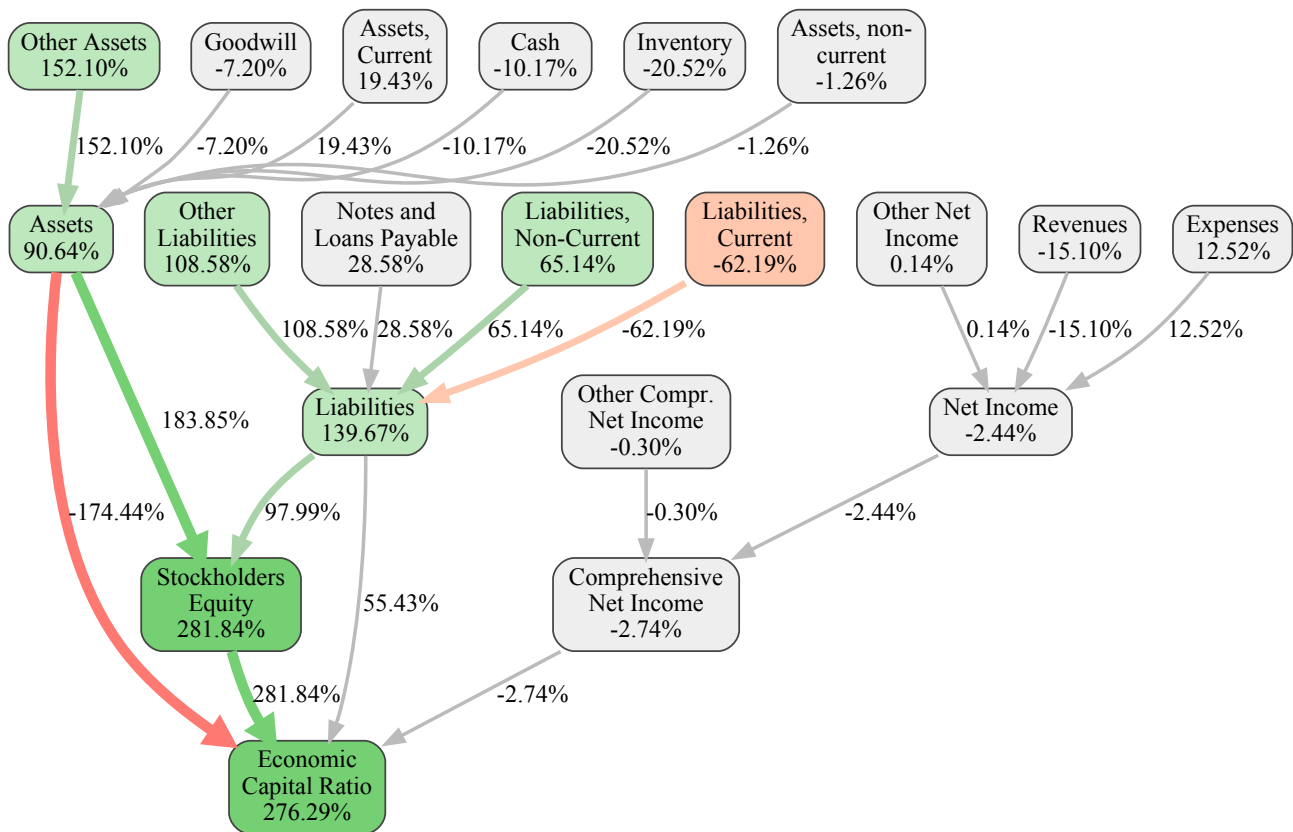 Other Assets
152.10%
Goodwill
-7.20%
Assets,
Current
19.43%
Cash
-10.17%
Inventory
-20.52%
Assets, non-
current
-1.26%
152.10%
-7.20%
19.43%
-10.17%
-20.52%
-1.26%
Assets
90.64%
Other
Liabilities
108.58%
Notes and
Loans Payable
28.58%
Liabilities,
Non-Current
65.14%
Liabilities,
Current
-62.19%
Other Net
Income
0.14%
Revenues
-15.10%
Expenses
12.52%
108.58%
28.58%
65.14%
-62.19%
0.14%
-15.10%
12.52%
183.85%
Liabilities
139.67%
Other Compr.
Net Income
-0.30%
Net Income
-2.44%
-174.44%
97.99%
-0.30%
-2.44%
Stockholders
Equity
281.84%
55.43%
Comprehensive
Net Income
-2.74%
281.84%
-2.74%
Economic
Capital Ratio
276.29%